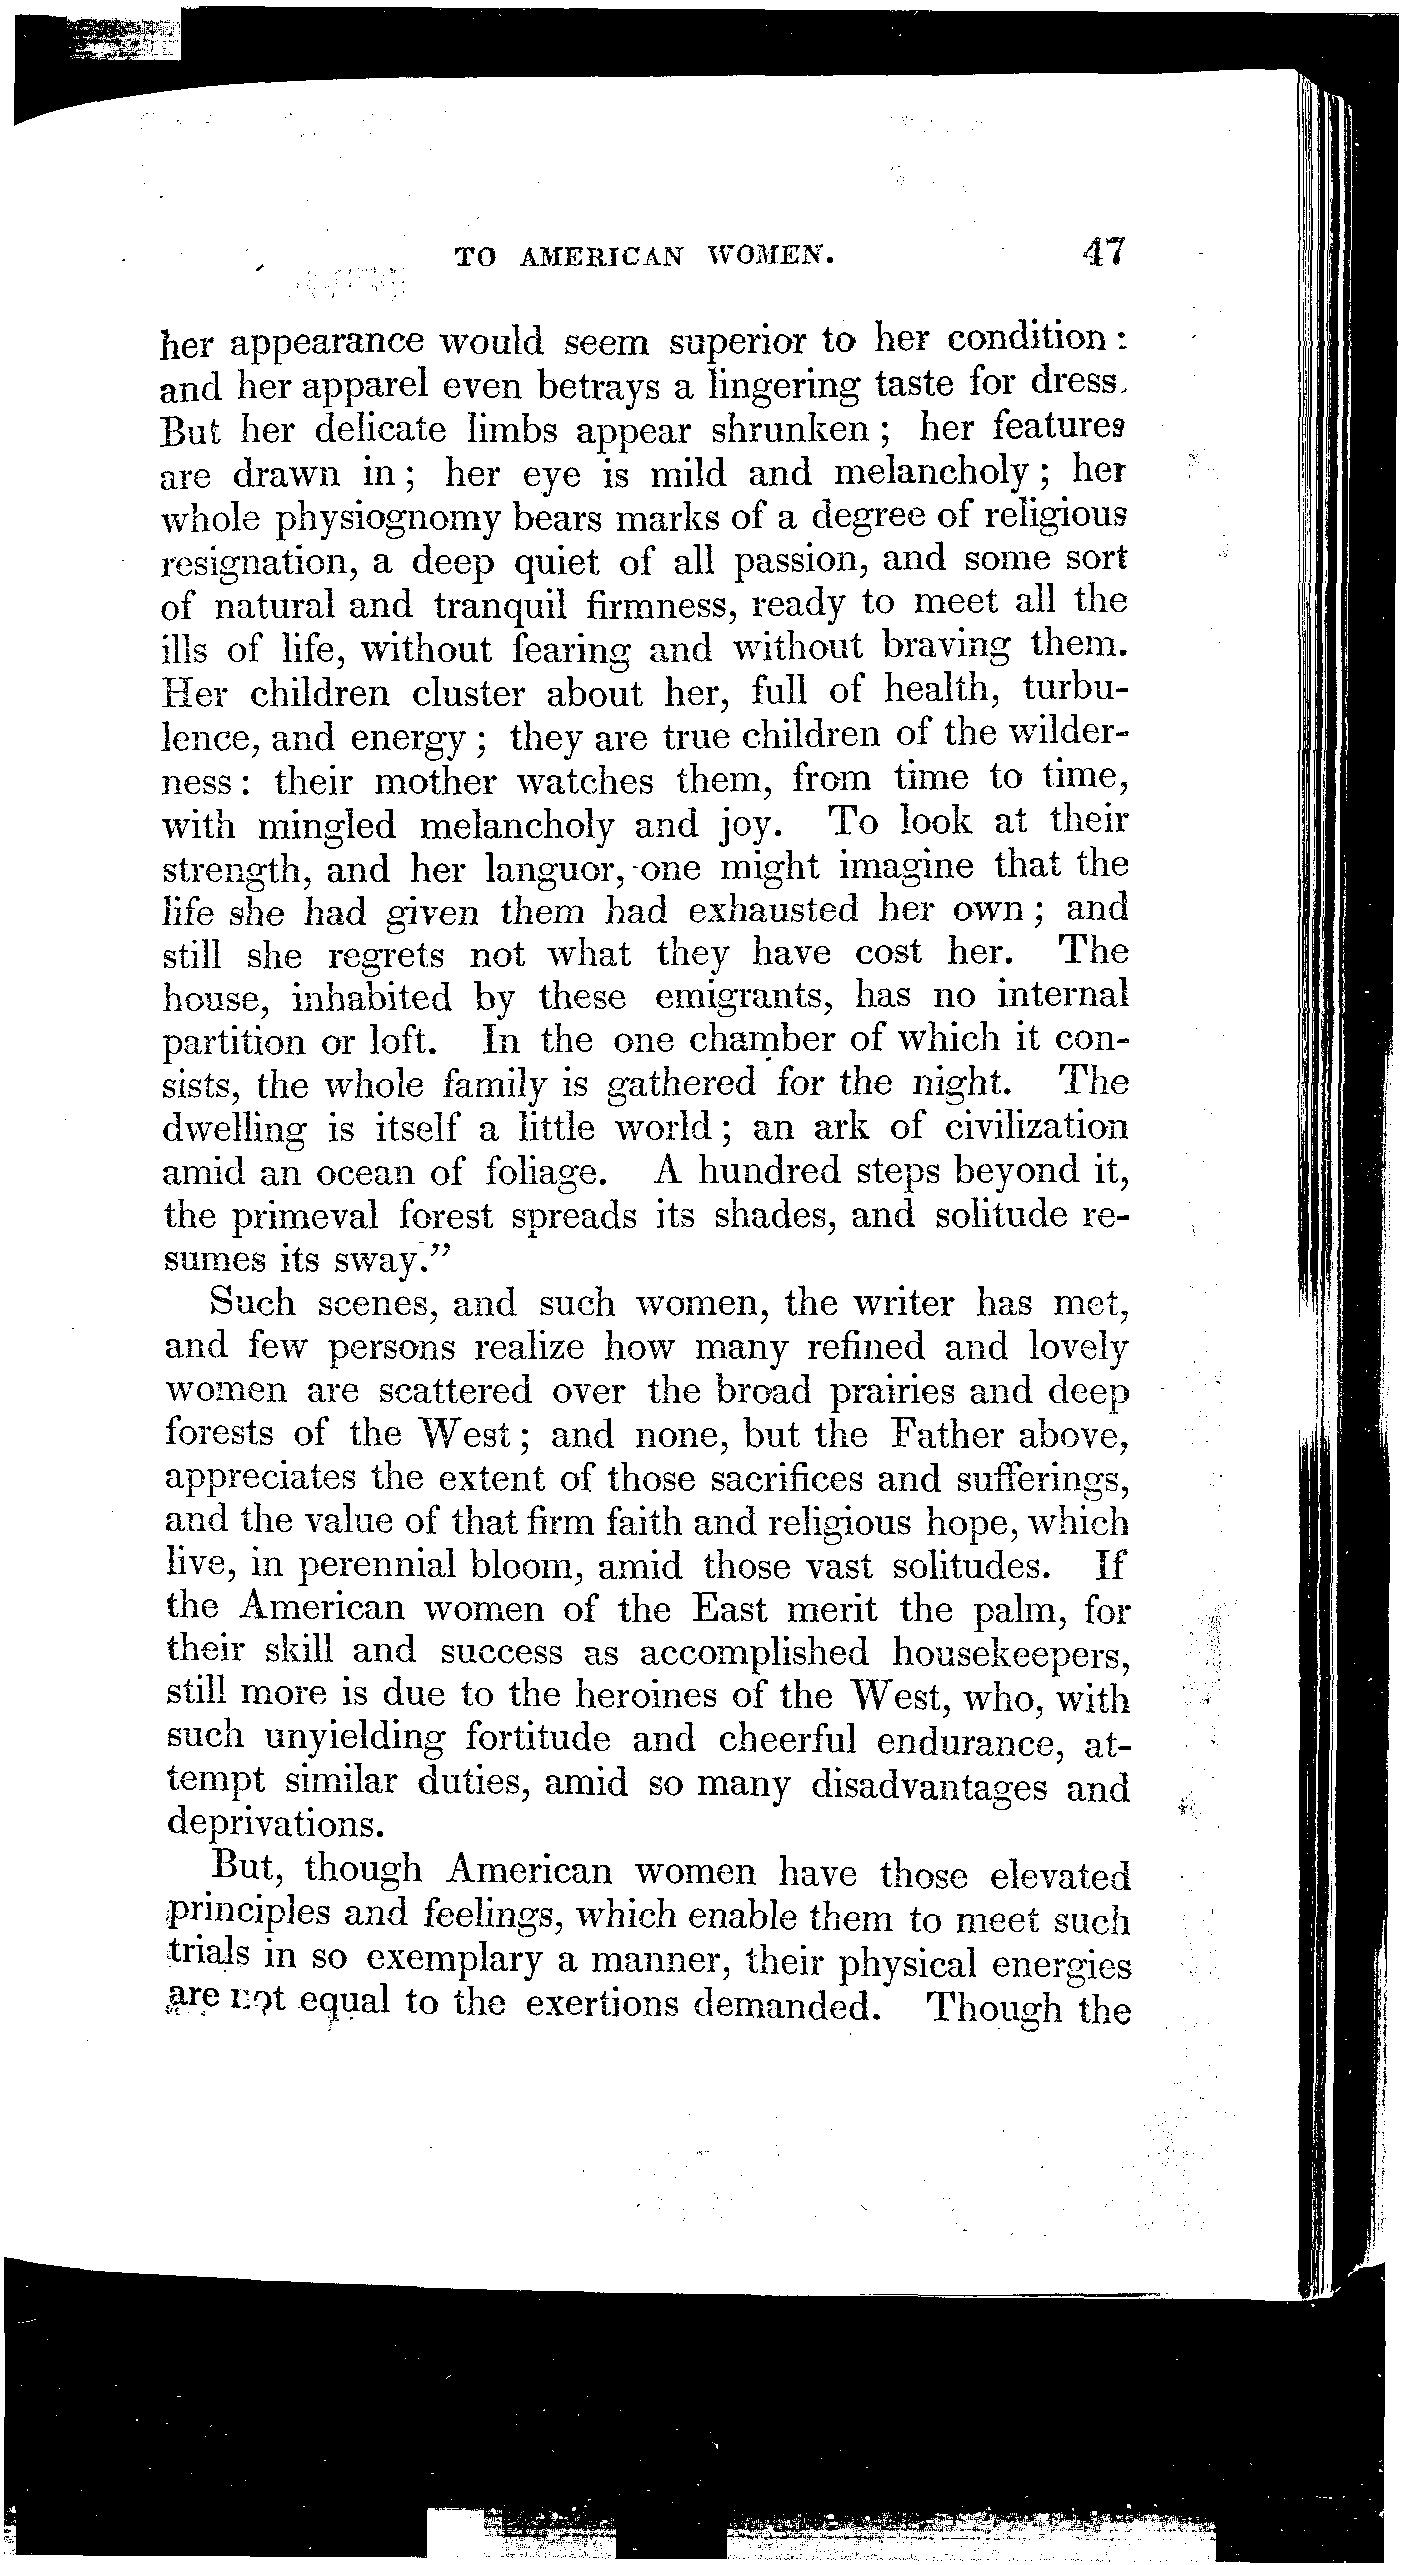 TO AMERICAN WOMEN. 47
her appearance would seem superior to her condition :
and her apparel even betrays a lingering taste for dress.
But her delicate limbs appear shrunken ; her features
are drawn in ; her eye is mild and melancholy ; her
whole physiognomy bears marks of a degree of religious
resignation, a deep quiet of all passion, and some sort
of natural and tranquil firmness, ready to meet all the
ills of life, without fearing and without braving them.
Her children cluster about her, full of health, turbu-
lence, and energy ; they are true children of the wilder-
ness : their mother watches them, from time to time,
with mingled melancholy and joy. To look at their
strength, and her languor, one might imagine that the
life she had given them had exhausted her own ; and
still she regrets not what they have cost her. The
house, inhabited by these emigrants, has no internal
partition or loft. In the one chamber of which it con-
sists, the whole family is gathered for the night. The
dwelling is itself a little world ; an ark of civilization
amid an ocean of foliage. A hundred steps beyond it,
the primeval forest spreads its shades, and solitude re-
sumes its sway.”
Such scenes, and such women, the writer has met,
and few persons realize how many refined and lovely
women are scattered over the broad prairies and deep
forests of the West ; and none, but the Father above,
appreciates the extent of those sacrifices and sufferings,
and the value of that firm faith and religious hope, which
live, in perennial bloom, amid those vast solitudes. If
the American women of the East merit the palm, for
their skill and success as accomplished housekeepers,
still more is due to the heroines of the West, who, with
such unyielding fortitude and cheerful endurance, at-
tempt similar duties, amid so many disadvantages and
deprivations.
But, though American women have those elevated
principles and feelings, which enable them to meet such
trials in so exemplary a manner, their physical energies
are not equal to the exertions demanded. Though the